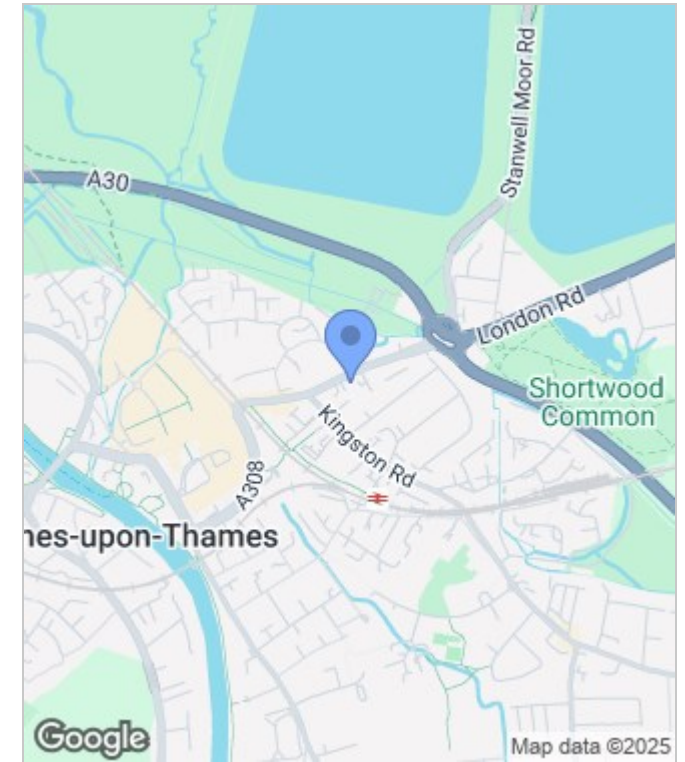 Stanwell Moor Rd
A30
London Rd
Shortwood
Common
Kingston Rd
A308
nes-upon-Thames
Google
Map data ©2025